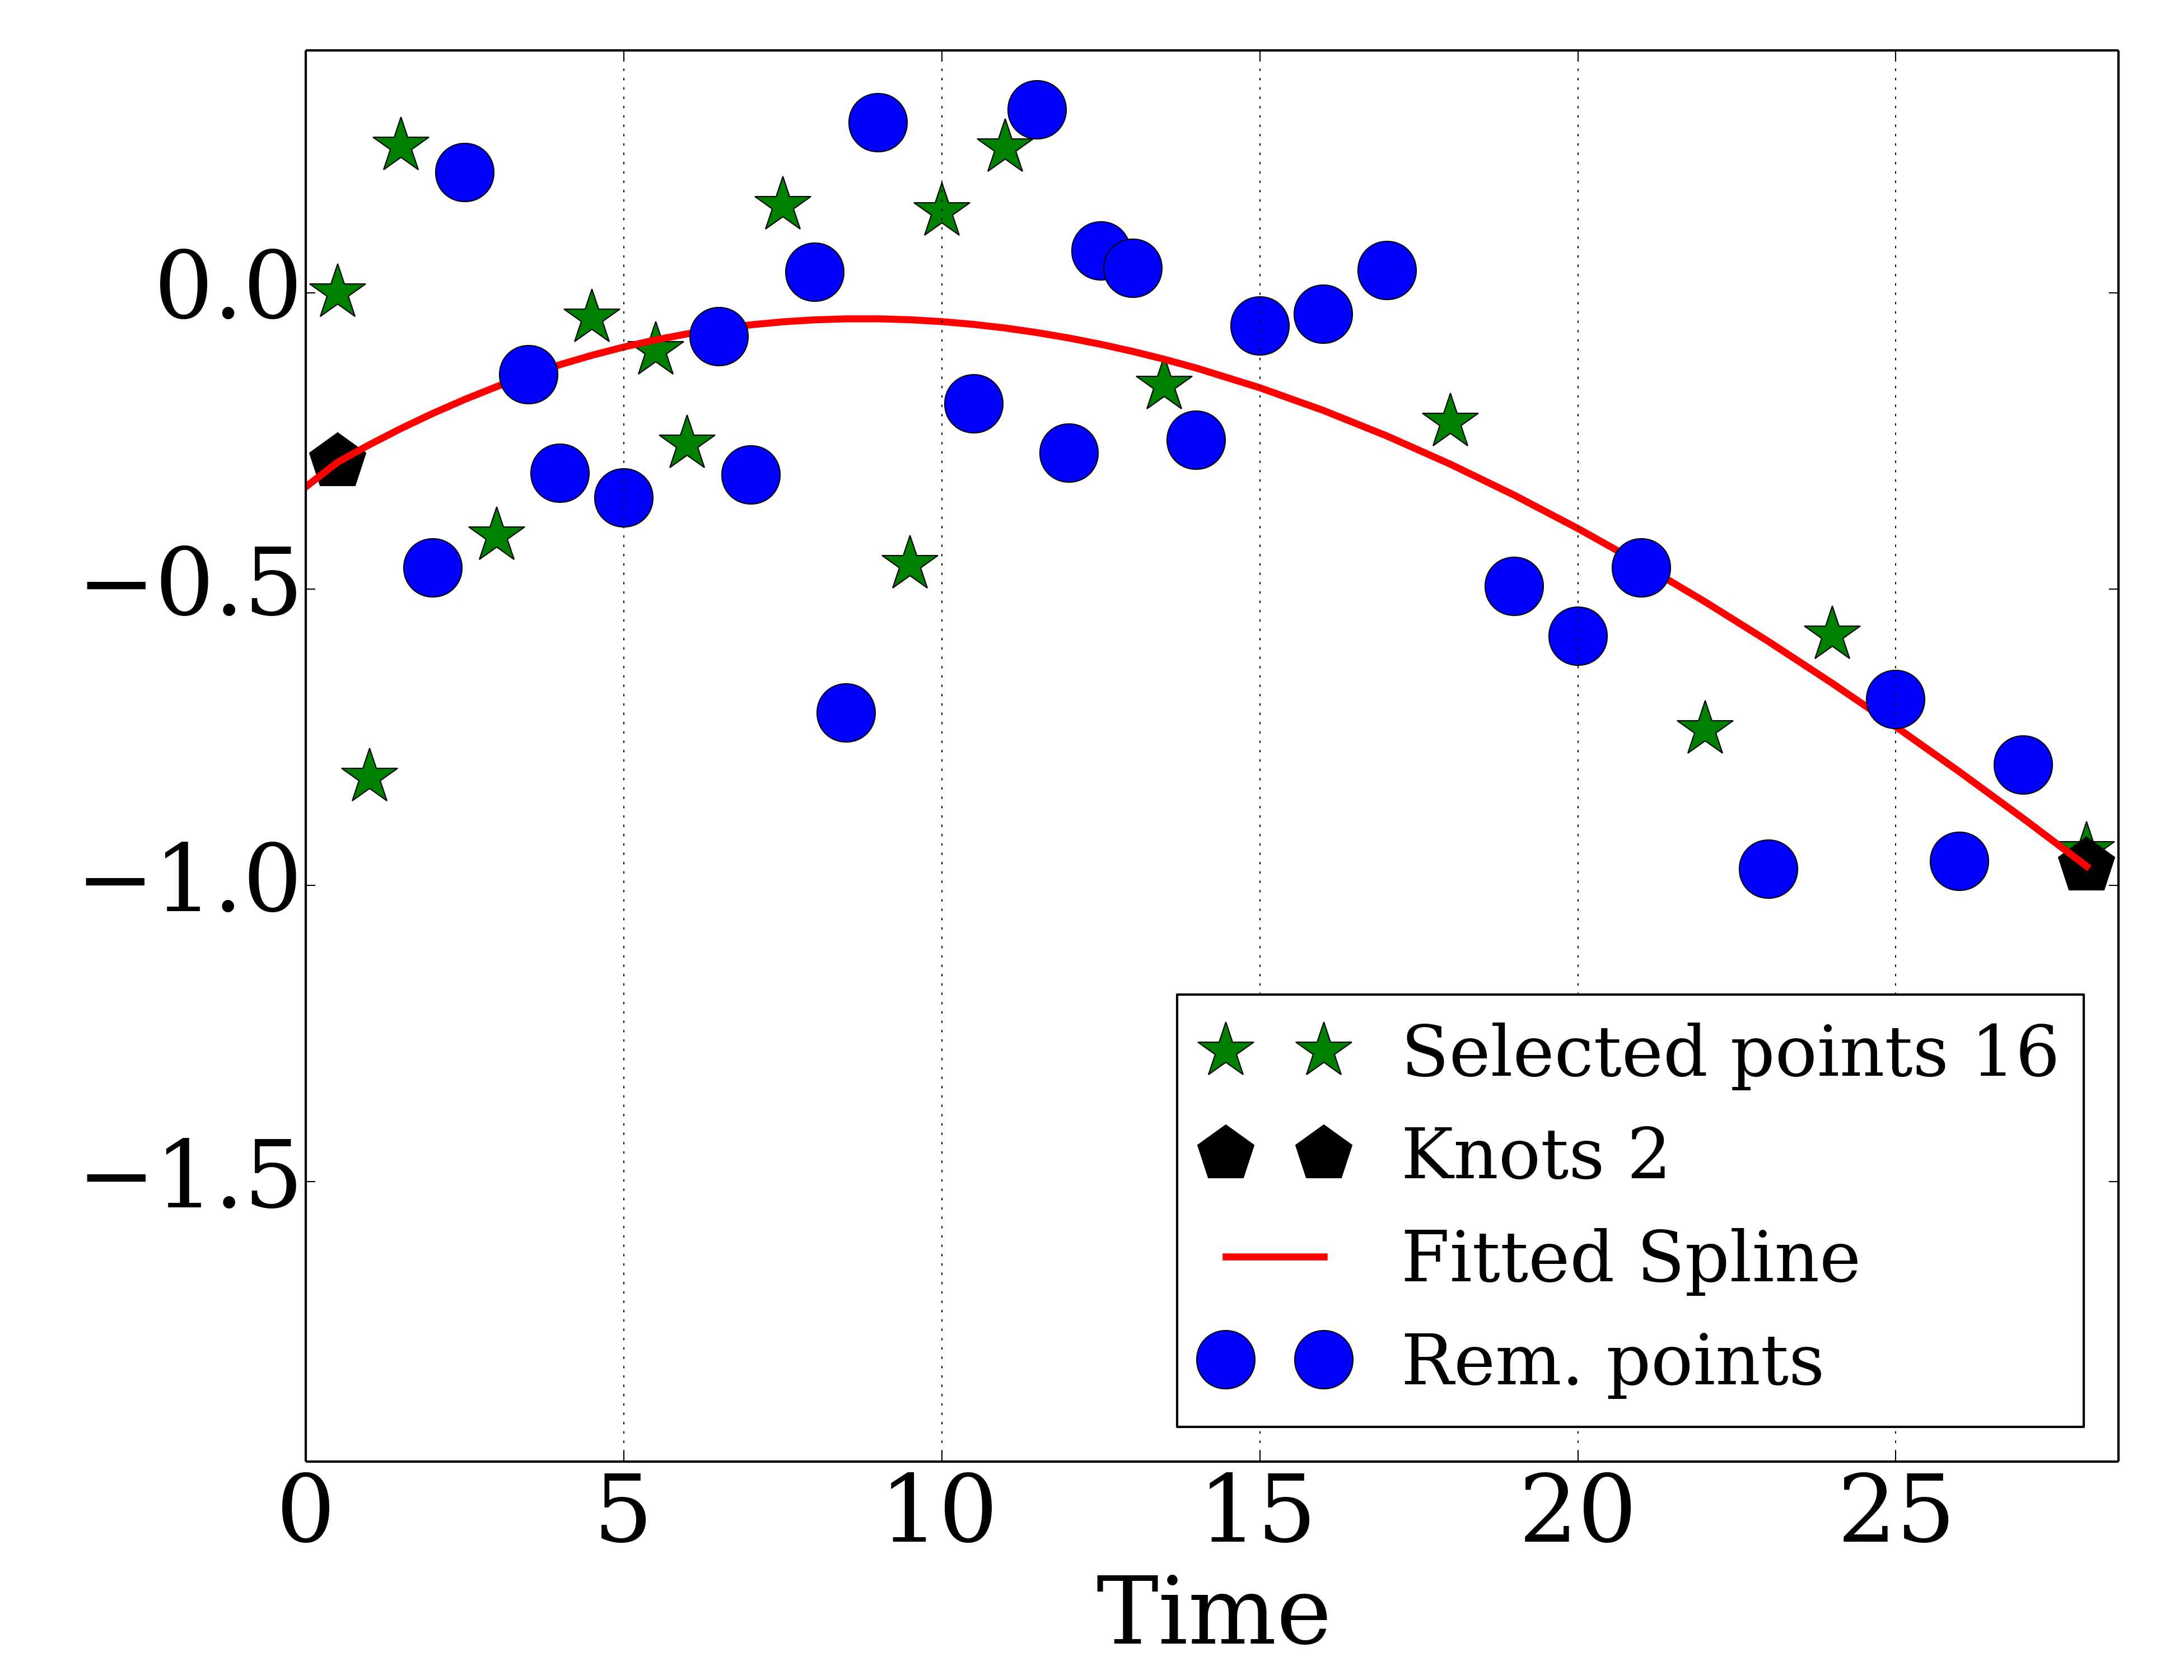 0.0
−0.5
−1.0
−1.5
Selected points 16
Knots 2
Fitted Spline
Rem. points
0 5 10 15 20 25
Time